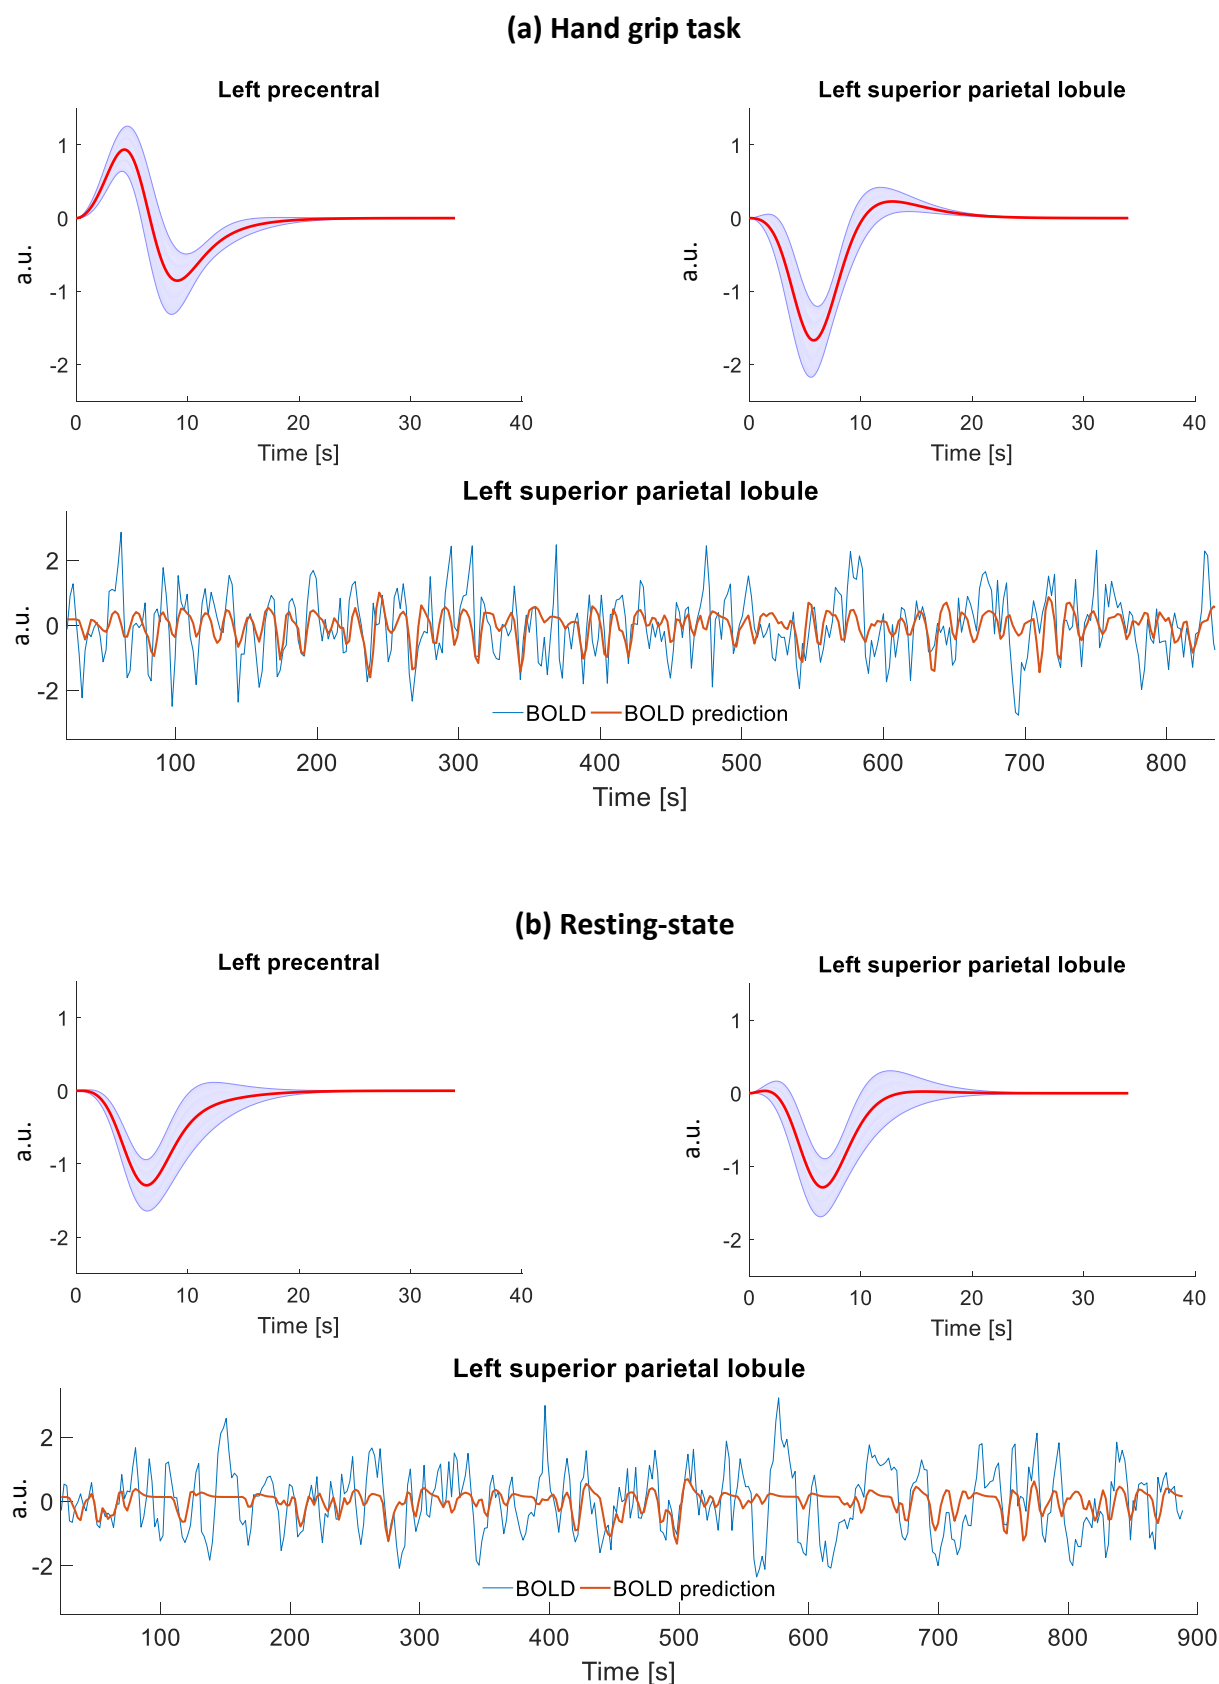 (a) Hand grip task
Left precentral
Left superior parietal lobule
1
0
-1
-2
a.u.
0 10 20 30 40
Time [s]
1
0
-1
-2
a.u.
0 10 20 30 40
Time [s]
Left superior parietal lobule
2
0
-2
a.u.
BOLD BOLD prediction
100 200 300 400 500 600 700 800
Time [s]
(b) Resting-state
Left precentral
Left superior parietal lobule
1
0
-1
-2
a.u.
0 10 20 30 40
Time [s]
1
0
-1
-2
a.u.
0 10 20 30 40
Time [s]
Left superior parietal lobule
2
0
-2
a.u.
BOLD BOLD prediction
100 200 300 400 500 600 700 800 900
Time [s]